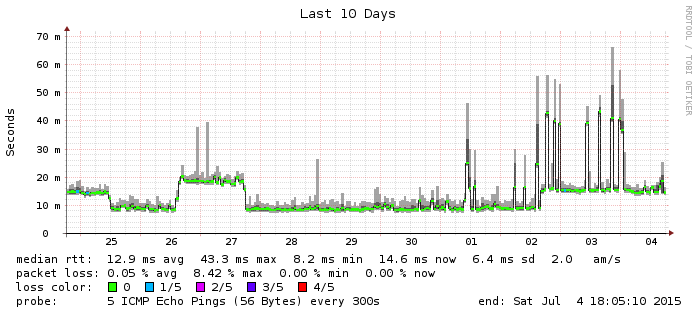 Last 10 Days
RRDTOOL / TOBI OETIKER
Seconds
70 m
60 m
50 m
40 m
30 m
20 m
10 m
0
25 26 27 28 29 30 01 02 03 04
median rtt: 12.9 ms avg 43.3 ms max 8.2 ms min 14.6 ms now 6.4 ms sd 2.0 am/s
packet loss: 0.05 % avg 8.42 % max 0.00 % min 0.00 % now
loss color: 0 1/5 2/5 3/5 4/5
probe: 5 ICMP Echo Pings (56 Bytes) every 300s end: Sat Jul 4 18:05:10 2015